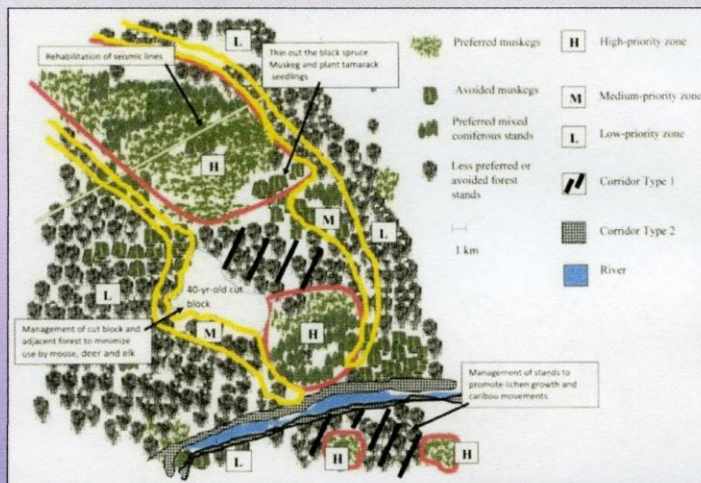 L
Rehabilitation of seismic lines
Thin out the black spruce
Muskeg and plant tamarack
seedlings
H
M
L
L
40-yr-old cut
block
M
H
Management of cut block and
adjacent forest to minimize
use by moose, deer and elk
Management of stands to
promote lichen growth and
caribou movements
L
H
H
Preferred muskegs
Avoided muskegs
Preferred mixed
coniferous stands
Less preferred or
avoided forest
stands
1 km
H
High-priority zone
M
Medium-priority zone
L
Low-priority zone
Corridor Type 1
Corridor Type 2
River